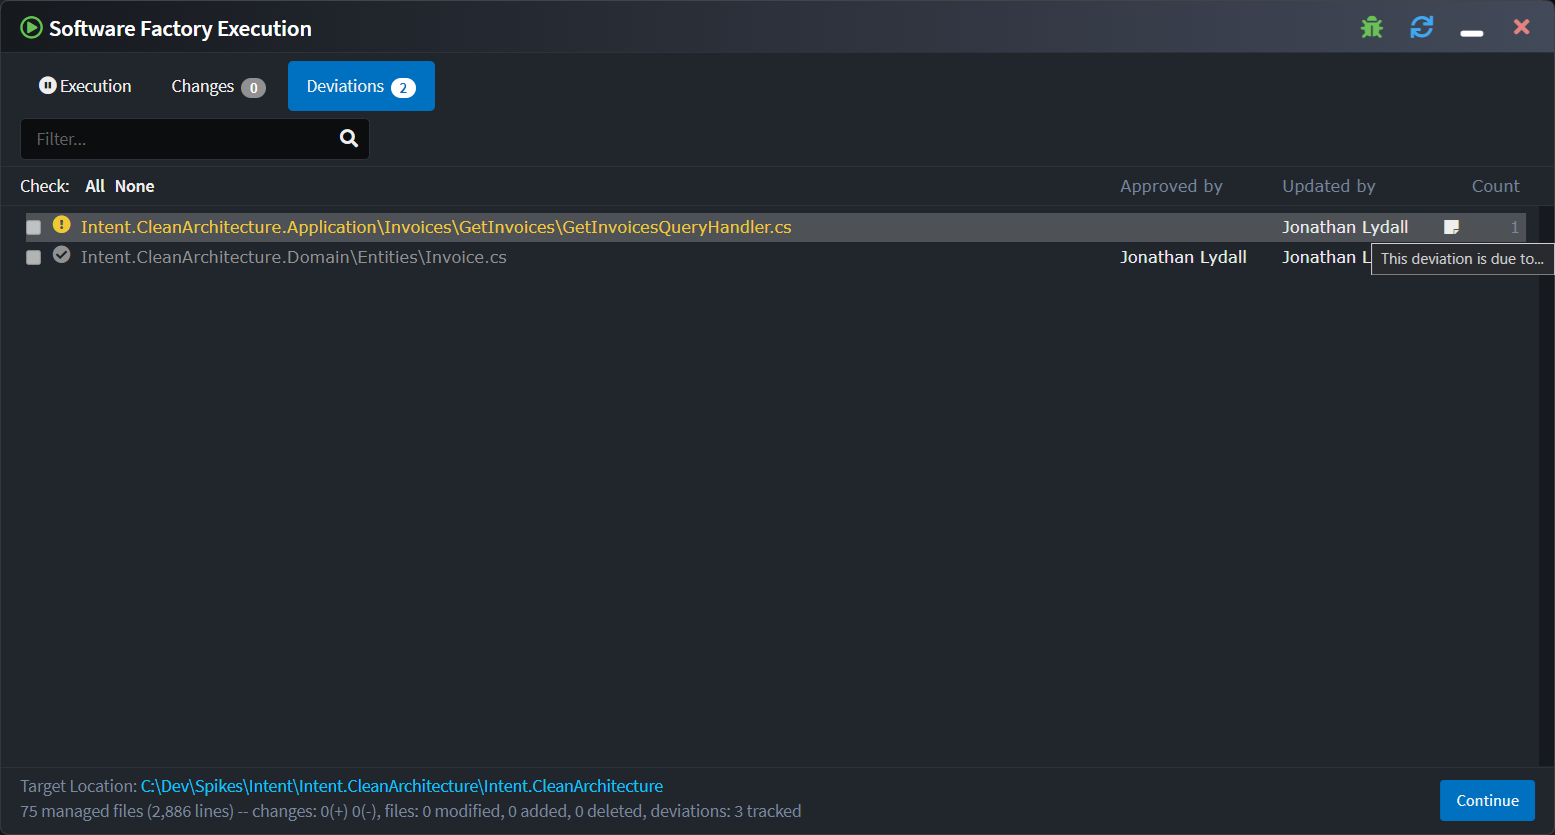 Software Factory Execution
Execution Changes 0 Deviations 2
Filter...
Check: All None Approved by Updated by Count
Intent.CleanArchitecture.Application\Invoices\GetInvoices\GetInvoicesQueryHandler.cs Jonathan Lydall 1
Intent.CleanArchitecture.Domain\Entities\Invoice.cs Jonathan Lydall Jonathan L
This deviation is due to...
Target Location: C:\Dev\Spikes\Intent\Intent.CleanArchitecture\Intent.CleanArchitecture
75 managed files (2,886 lines) -- changes: 0(+) 0(-), files: 0 modified, 0 added, 0 deleted, deviations: 3 tracked
Continue